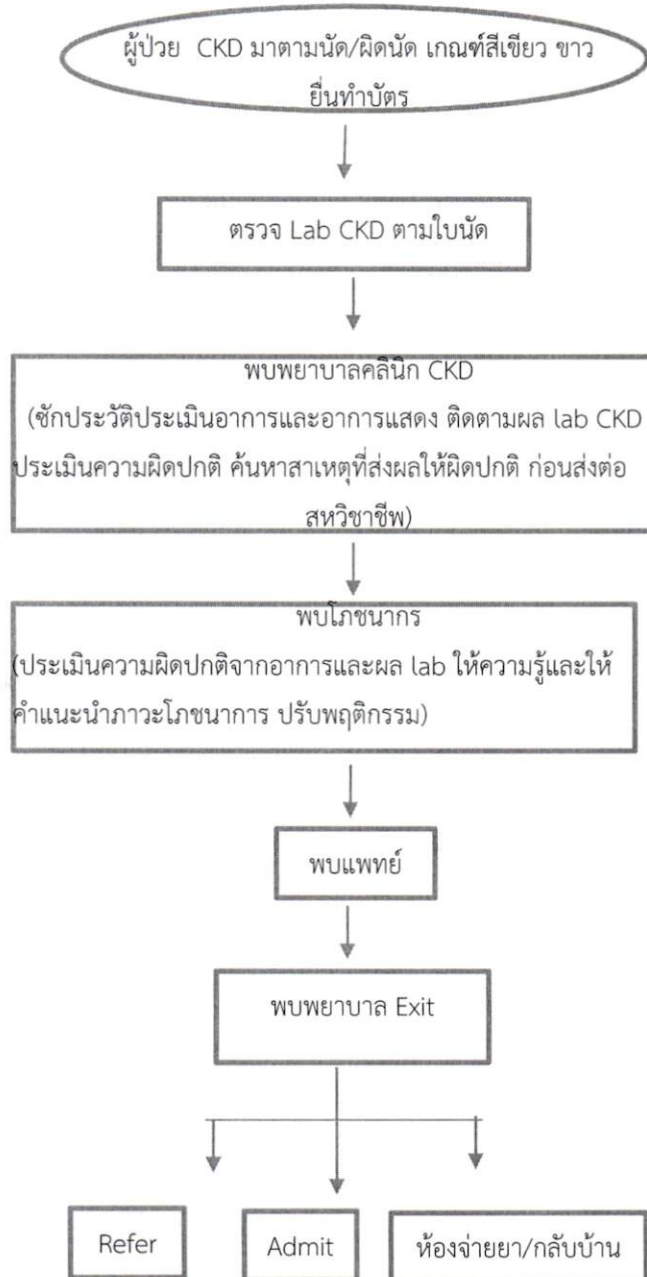 ผู้ป่วย CKD มาตามนัด/ผิดนัด เกณฑ์สีเขียว ขาว
ยื่นทำบัตร
ตรวจ Lab CKD ตามใบนัด
พบพยาบาลคลินิก CKD
(ซักประวัติประเมินอาการและอาการแสดง ติดตามผล lab CKD
ประเมินความผิดปกติ ค้นหาสาเหตุที่ส่งผลให้ผิดปกติ ก่อนส่งต่อ
สหวิชาชีพ)
พบโภชนากร
(ประเมินความผิดปกติจากอาการและผล lab ให้ความรู้และให้
คำแนะนำภาวะโภชนาการ ปรับพฤติกรรม)
พบแพทย์
พบพยาบาล Exit
Refer
Admit
ห้องจ่ายยา/กลับบ้าน